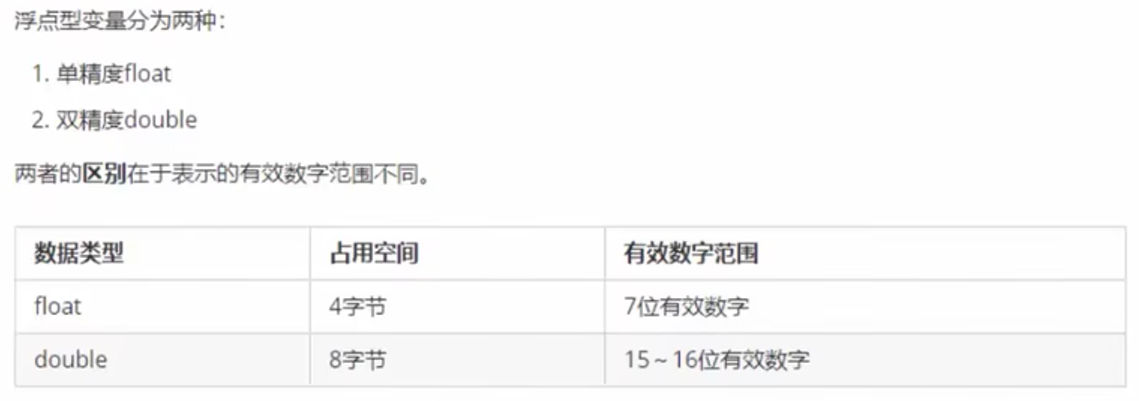 浮点型变量分为两种：
1. 单精度float
2. 双精度double
两者的区别在于表示的有效数字范围不同。
数据类型 占用空间 有效数字范围
float 4字节 7位有效数字
double 8字节 15～16位有效数字